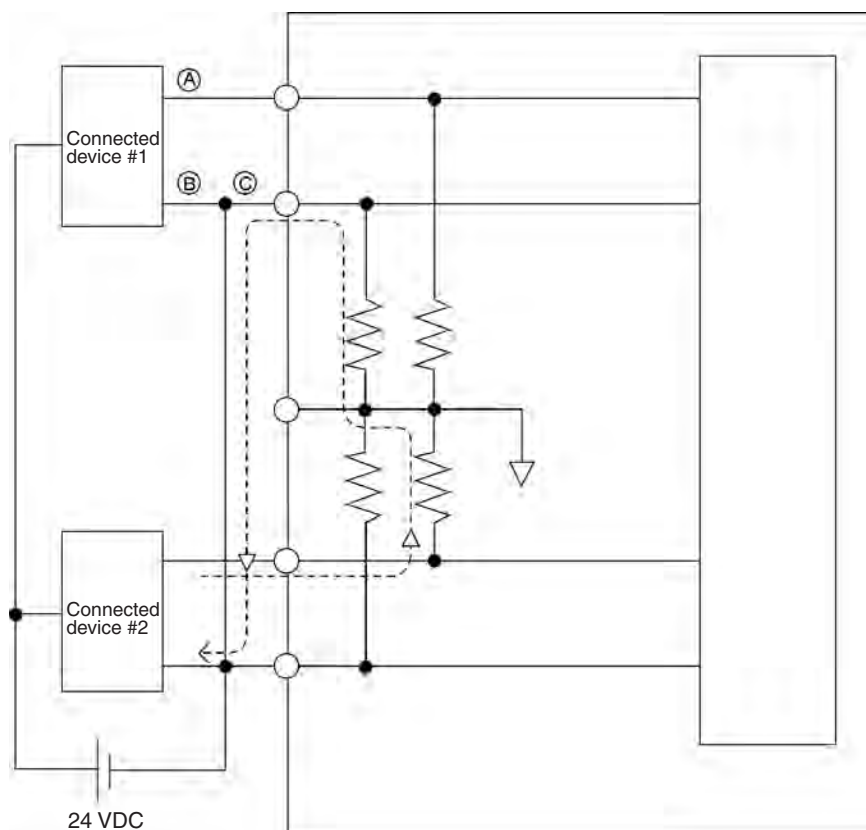 Ⓐ
Connected
device #1
Ⓑ Ⓒ
Connected
device #2
24 VDC